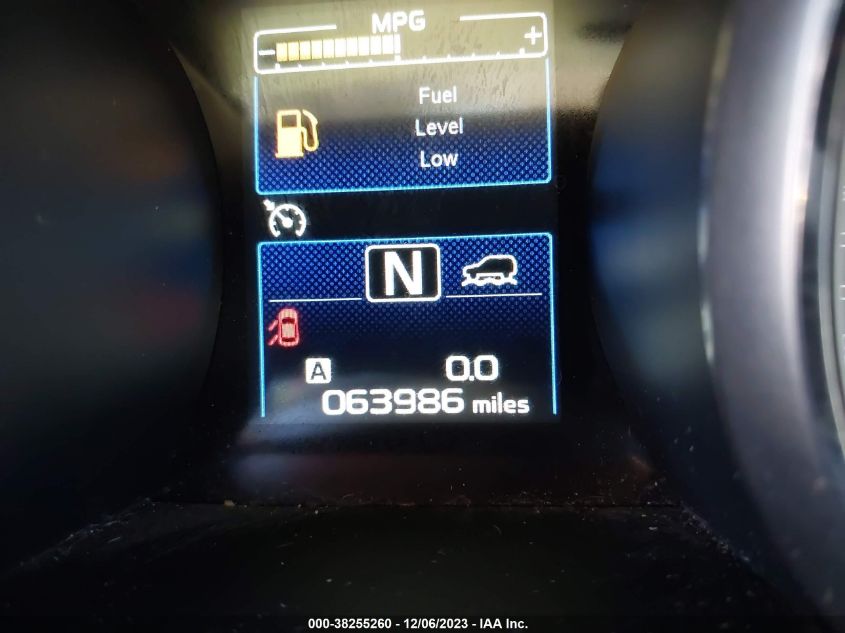 MPG
− +
Fuel
Level
Low
N
A 0.0
063986 miles
000-38255260 - 12/06/2023 - IAA Inc.